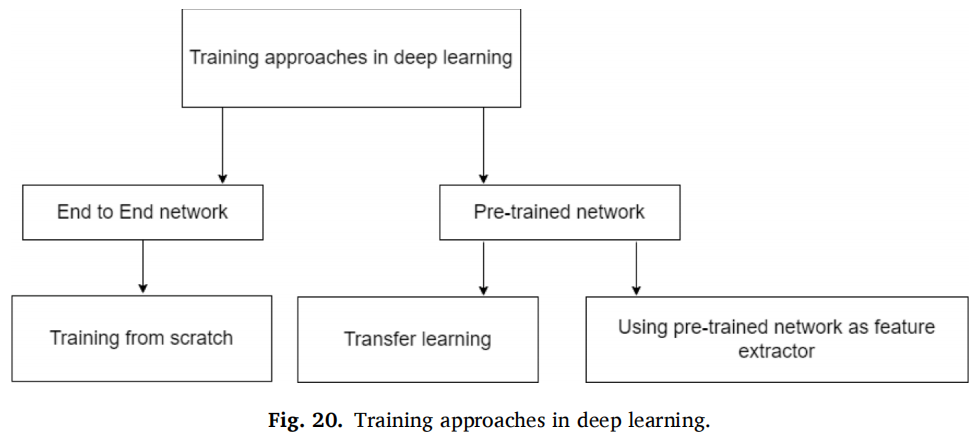 Training approaches in deep learning
End to End network
Pre-trained network
Training from scratch
Transfer learning
Using pre-trained network as feature
extractor
Fig. 20. Training approaches in deep learning.